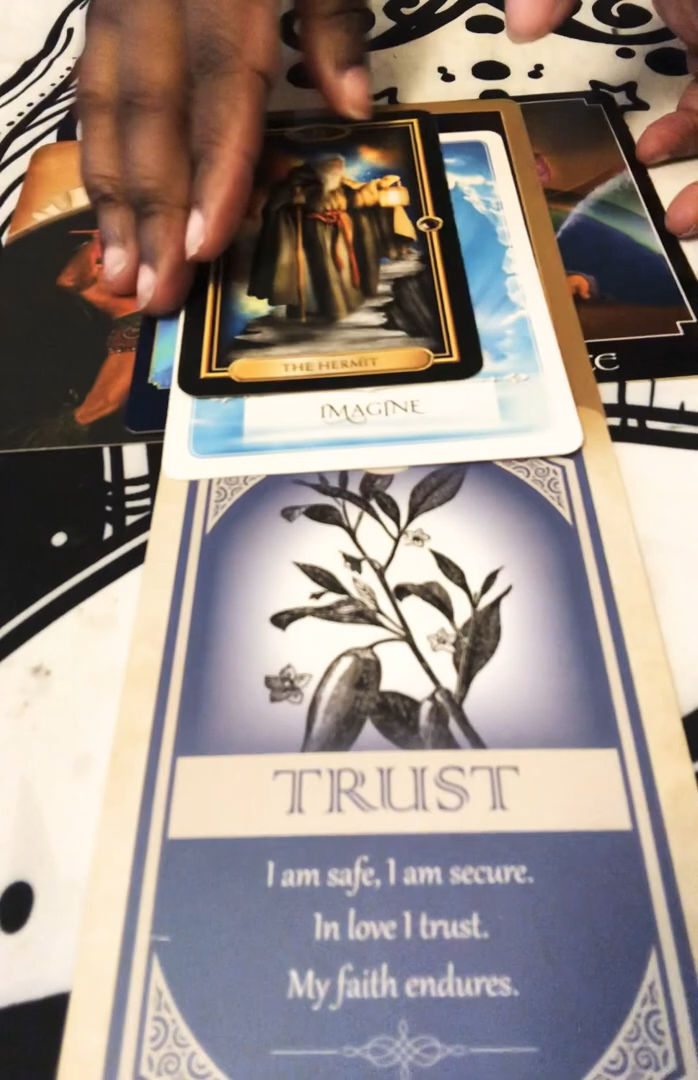 THE HERMIT
IMAGINE
TRUST
I am safe, I am secure.
In love I trust.
My faith endures.